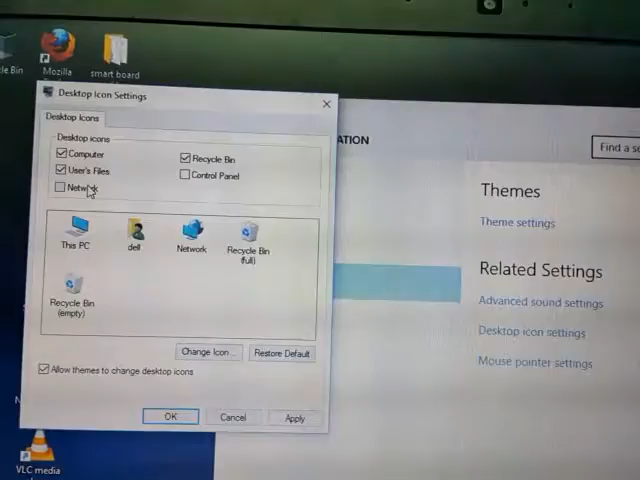 le Bin
Mozilla
smart board
Desktop Icon Settings
Desktop Icons
Desktop icons
Computer
Recycle Bin
User's Files
Control Panel
Network
This PC
dell
Network
Recycle Bin
(full)
Recycle Bin
(empty)
Change Icon...
Restore Default
Allow themes to change desktop icons
OK
Cancel
Apply
VLC media
ATION
Find a se
Themes
Theme settings
Related Settings
Advanced sound settings
Desktop icon settings
Mouse pointer settings